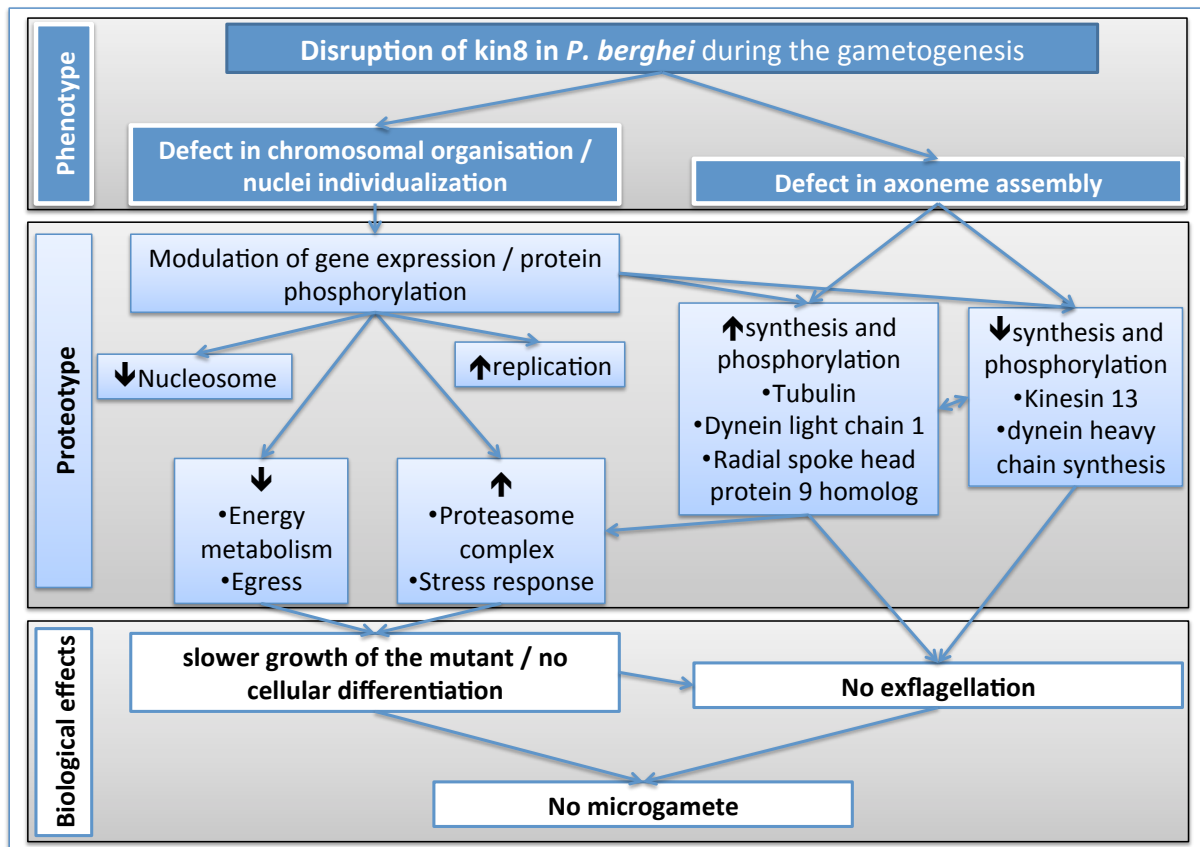 Phenotype
Disruption of kin8 in P. berghei during the gametogenesis
Defect in chromosomal organisation /
nuclei individualization
Defect in axoneme assembly
Proteotype
Modulation of gene expression / protein
phosphorylation
🡇Nucleosome
🡅replication
🡇
•Energy
metabolism
•Egress
🡅
•Proteasome
complex
•Stress response
🡅synthesis and
phosphorylation
•Tubulin
•Dynein light chain 1
•Radial spoke head
protein 9 homolog
🡇synthesis and
phosphorylation
•Kinesin 13
•dynein heavy
chain synthesis
Biological effects
slower growth of the mutant / no
cellular differentiation
No exflagellation
No microgamete